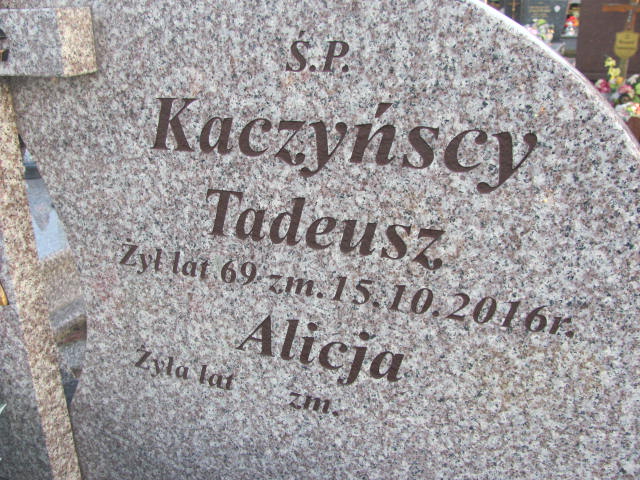 Ś.P.
Kaczyńscy
Tadeusz
Żył lat 69 zm. 15.10.2016r.
Alicja
Żyła lat zm.